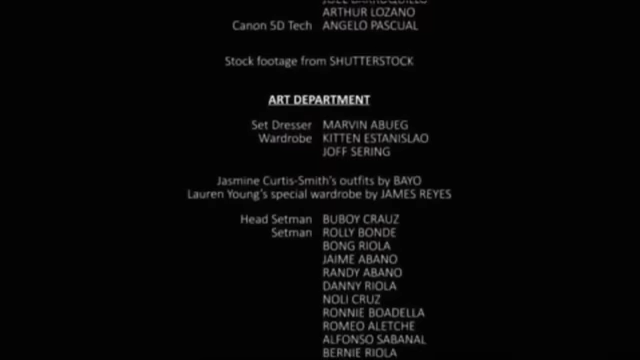 ARTHUR LOZANO
Canon 5D Tech ANGELO PASCUAL
Stock footage from SHUTTERSTOCK
ART DEPARTMENT
Set Dresser MARVIN ABUEG
Wardrobe KITTEN ESTANISLAO
JOFF SERING
Jasmine Curtis-Smith's outfits by BAYO
Lauren Young's special wardrobe by JAMES REYES
Head Setman BUBOY CRAUZ
Setman ROLLY BONDE
BONG RIOLA
JAIME ABANO
RANDY ABANO
DANNY RIOLA
NOLI CRUZ
RONNIE BOADELLA
ROMEO ALETCHE
ALFONSO SABANAL
BERNIE RIOLA